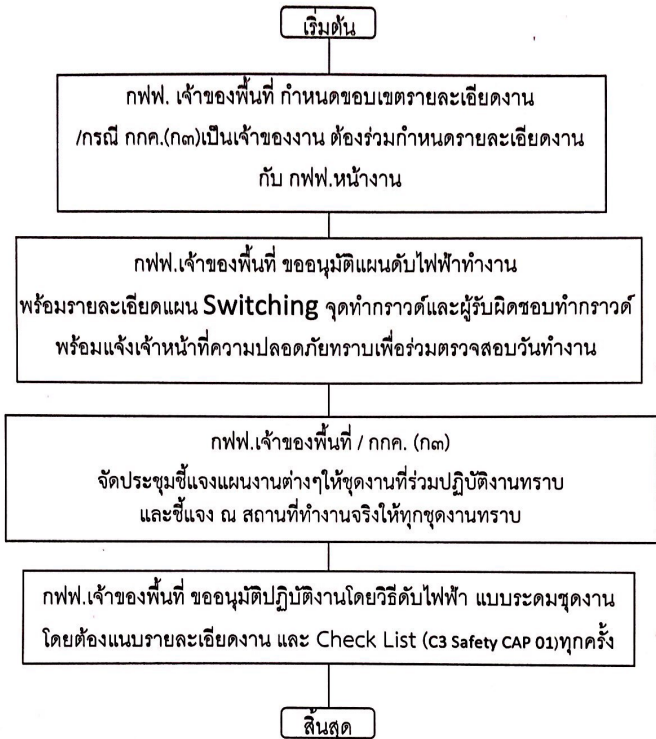 เริ่มต้น
กฟฟ. เจ้าของพื้นที่ กำหนดขอบเขตรายละเอียดงาน
/กรณี กกค.(ก๓)เป็นเจ้าของงาน ต้องร่วมกำหนดรายละเอียดงาน
กับ กฟฟ.หน้างาน
กฟฟ.เจ้าของพื้นที่ ขออนุมัติแผนดับไฟฟ้าทำงาน
พร้อมรายละเอียดแผน Switching จุดทำกราวด์และผู้รับผิดชอบทำกราวด์
พร้อมแจ้งเจ้าหน้าที่ความปลอดภัยทราบเพื่อร่วมตรวจสอบวันทำงาน
กฟฟ.เจ้าของพื้นที่ / กกค. (ก๓)
จัดประชุมชี้แจงแผนงานต่างๆให้ชุดงานที่ร่วมปฏิบัติงานทราบ
และชี้แจง ณ สถานที่ทำงานจริงให้ทุกชุดงานทราบ
กฟฟ.เจ้าของพื้นที่ ขออนุมัติปฏิบัติงานโดยวิธีดับไฟฟ้า แบบระดมชุดงาน
โดยต้องแนบรายละเอียดงาน และ Check List (C3 Safety CAP 01)ทุกครั้ง
สิ้นสุด